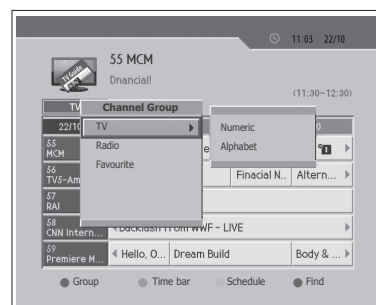 11:03 22/10
55 MCM
TV Guide
Dnancial!
(11:30~12:30)
TV
Channel Group
22/10
TV
Radio
Favourite
Numeric
Alphabet
55
MCM
56
TV5-Am
Finacial N..
Altern...
57
RAI
58
CNN Intern...
WWF - LIVE
59
Premiere M...
Hello, O...
Dream Build
Body & ...
Group
Time bar
Schedule
Find